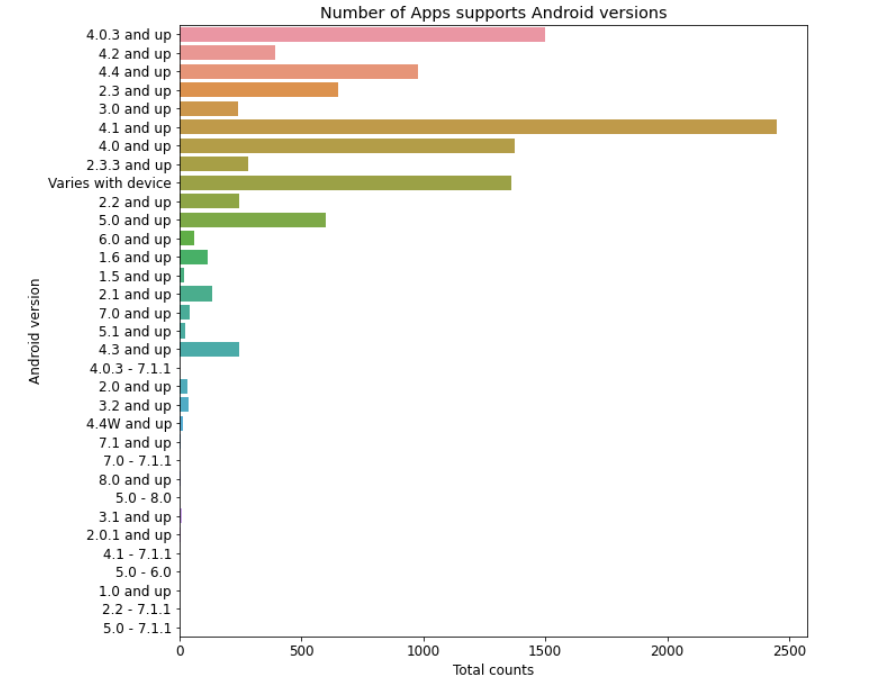 Number of Apps supports Android versions
4.0.3 and up
4.2 and up
4.4 and up
2.3 and up
3.0 and up
4.1 and up
4.0 and up
2.3.3 and up
Varies with device
2.2 and up
5.0 and up
6.0 and up
1.6 and up
1.5 and up
2.1 and up
7.0 and up
5.1 and up
4.3 and up
4.0.3 - 7.1.1
2.0 and up
3.2 and up
4.4W and up
7.1 and up
7.0 - 7.1.1
8.0 and up
5.0 - 8.0
3.1 and up
2.0.1 and up
4.1 - 7.1.1
5.0 - 6.0
1.0 and up
2.2 - 7.1.1
5.0 - 7.1.1
Android version
0 500 1000 1500 2000 2500
Total counts